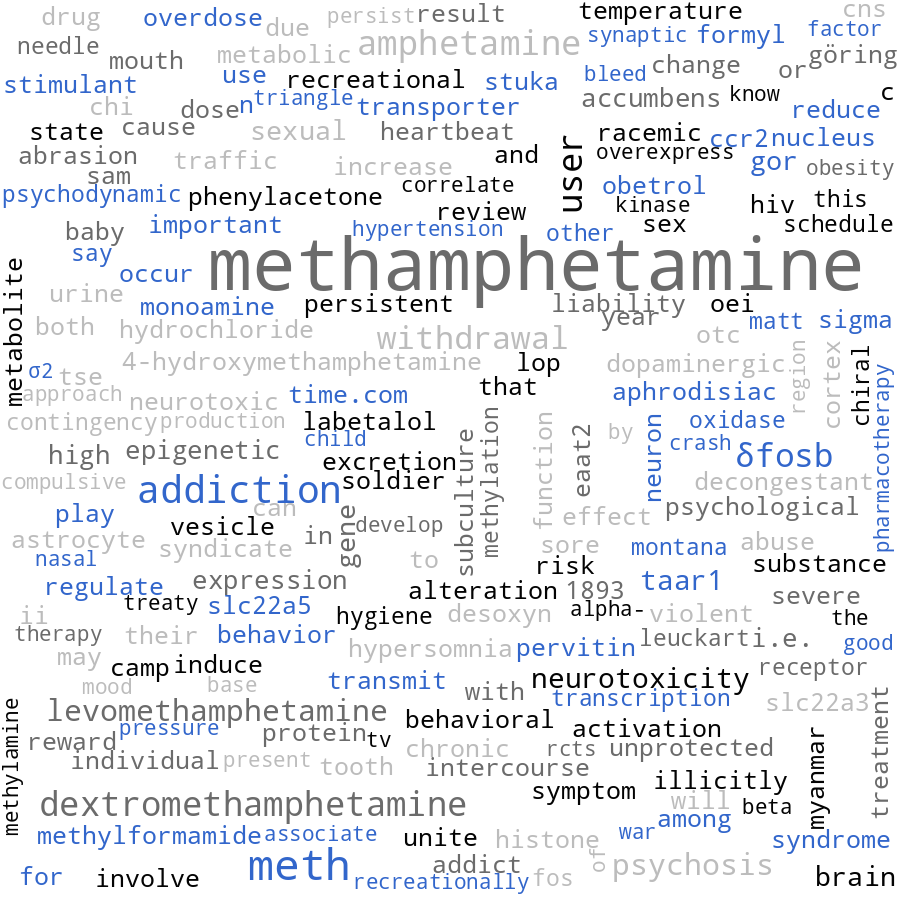 drug
overdose
due
persist
result
temperature
cns
needle
mouth
metabolic
amphetamine
synaptic
formyl
factor
göring
stimulant
use
recreational
stuka
bleed
change
or
chi
dose
n
triangle
transporter
accumbens
know
c
reduce
state
cause
sexual
heartbeat
user
racemic
ccr2
nucleus
abrasion
sam
traffic
increase
and
overexpress
gor
obesity
psychodynamic
phenylacetone
correlate
obetrol
kinase
hiv
this
review
baby
important
hypertension
other
sex
schedule
say
occur
methamphetamine
metabolite
urine
monoamine
persistent
liability
year
oei
both
hydrochloride
withdrawal
otc
matt
sigma
σ2
tse
4-hydroxymethamphetamine
lop
dopaminergic
region
cortex
chiral
approach
neurotoxic
time.com
that
aphrodisiac
pharmacotherapy
contingency
production
labetalol
child
function
eaat2
by
neuron
oxidase
crash
high
epigenetic
excretion
subculture
methylation
δfosb
compulsive
addiction
soldier
decongestant
play
can
vesicle
in
gene
develop
effect
psychological
astrocyte
syndicate
nasal
to
sore
montana
abuse
regulate
expression
risk
taar1
substance
treaty
slc22a5
alteration
1893
severe
ii
hygiene
desoxyn
alpha-
violent
the
therapy
their
behavior
leuckart
i.e.
good
may
camp
induce
hypersomnia
pervitin
receptor
mood
base
transmit
with
neurotoxicity
transcription
slc22a3
levomethamphetamine
behavioral
activation
treatment
methylamine
reward
pressure
protein
tv
chronic
rcts
unprotected
individual
present
tooth
intercourse
illicitly
myanmar
dextromethamphetamine
symptom
will
beta
methylformamide
associate
unite
histone
war
among
syndrome
for
involve
meth
addict
recreationally
fos
of
psychosis
brain